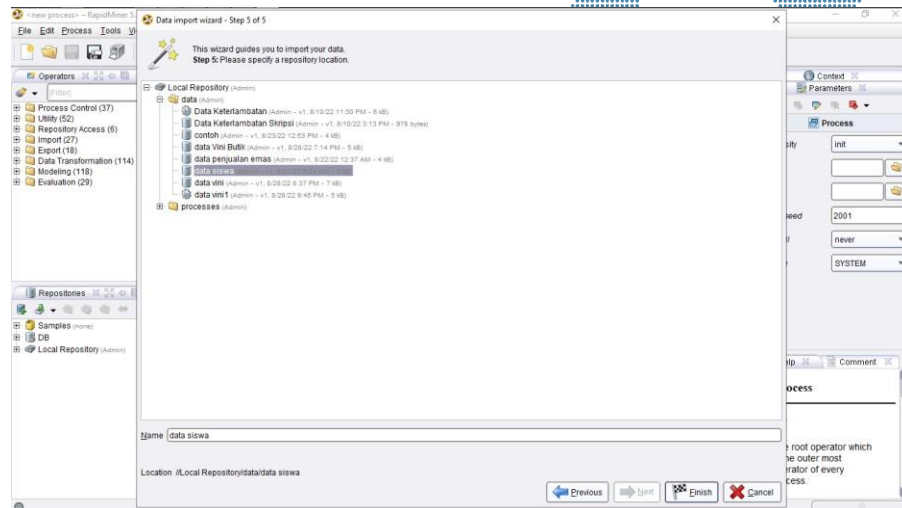 <new process> – RapidMiner 5.
File Edit Process Tools Vi
Operators
[Filter]
Process Control (37)
Utility (52)
Repository Access (6)
Import (27)
Export (18)
Data Transformation (114)
Modeling (118)
Evaluation (29)
Repositories
Samples (none)
DB
Local Repository (Admin)
Data import wizard - Step 5 of 5
This wizard guides you to import your data.
Step 5: Please specify a repository location.
Local Repository (Admin)
data (Admin)
Data Keterlambatan (Admin – v1, 8/10/22 11:30 PM – 6 kB)
Data Keterlambatan Skripsi (Admin – v1, 8/10/22 3:13 PM – 976 bytes)
contoh (Admin – v1, 8/23/22 12:53 PM – 4 kB)
data Vini Butik (Admin – v1, 8/28/22 7:14 PM – 5 kB)
data penjualan emas (Admin – v1, 8/22/22 12:37 AM – 4 kB)
data siswa
data vini (Admin – v1, 8/28/22 8:37 PM – 7 kB)
data vini1 (Admin – v1, 8/28/22 9:45 PM – 5 kB)
processes (Admin)
Name data siswa
Location //Local Repository/data/data siswa
Previous Next Finish Cancel
Context
Parameters
Process
sity init
seed 2001
never
SYSTEM
elp Comment
ocess
e root operator which
he outer most
erator of every
cess.